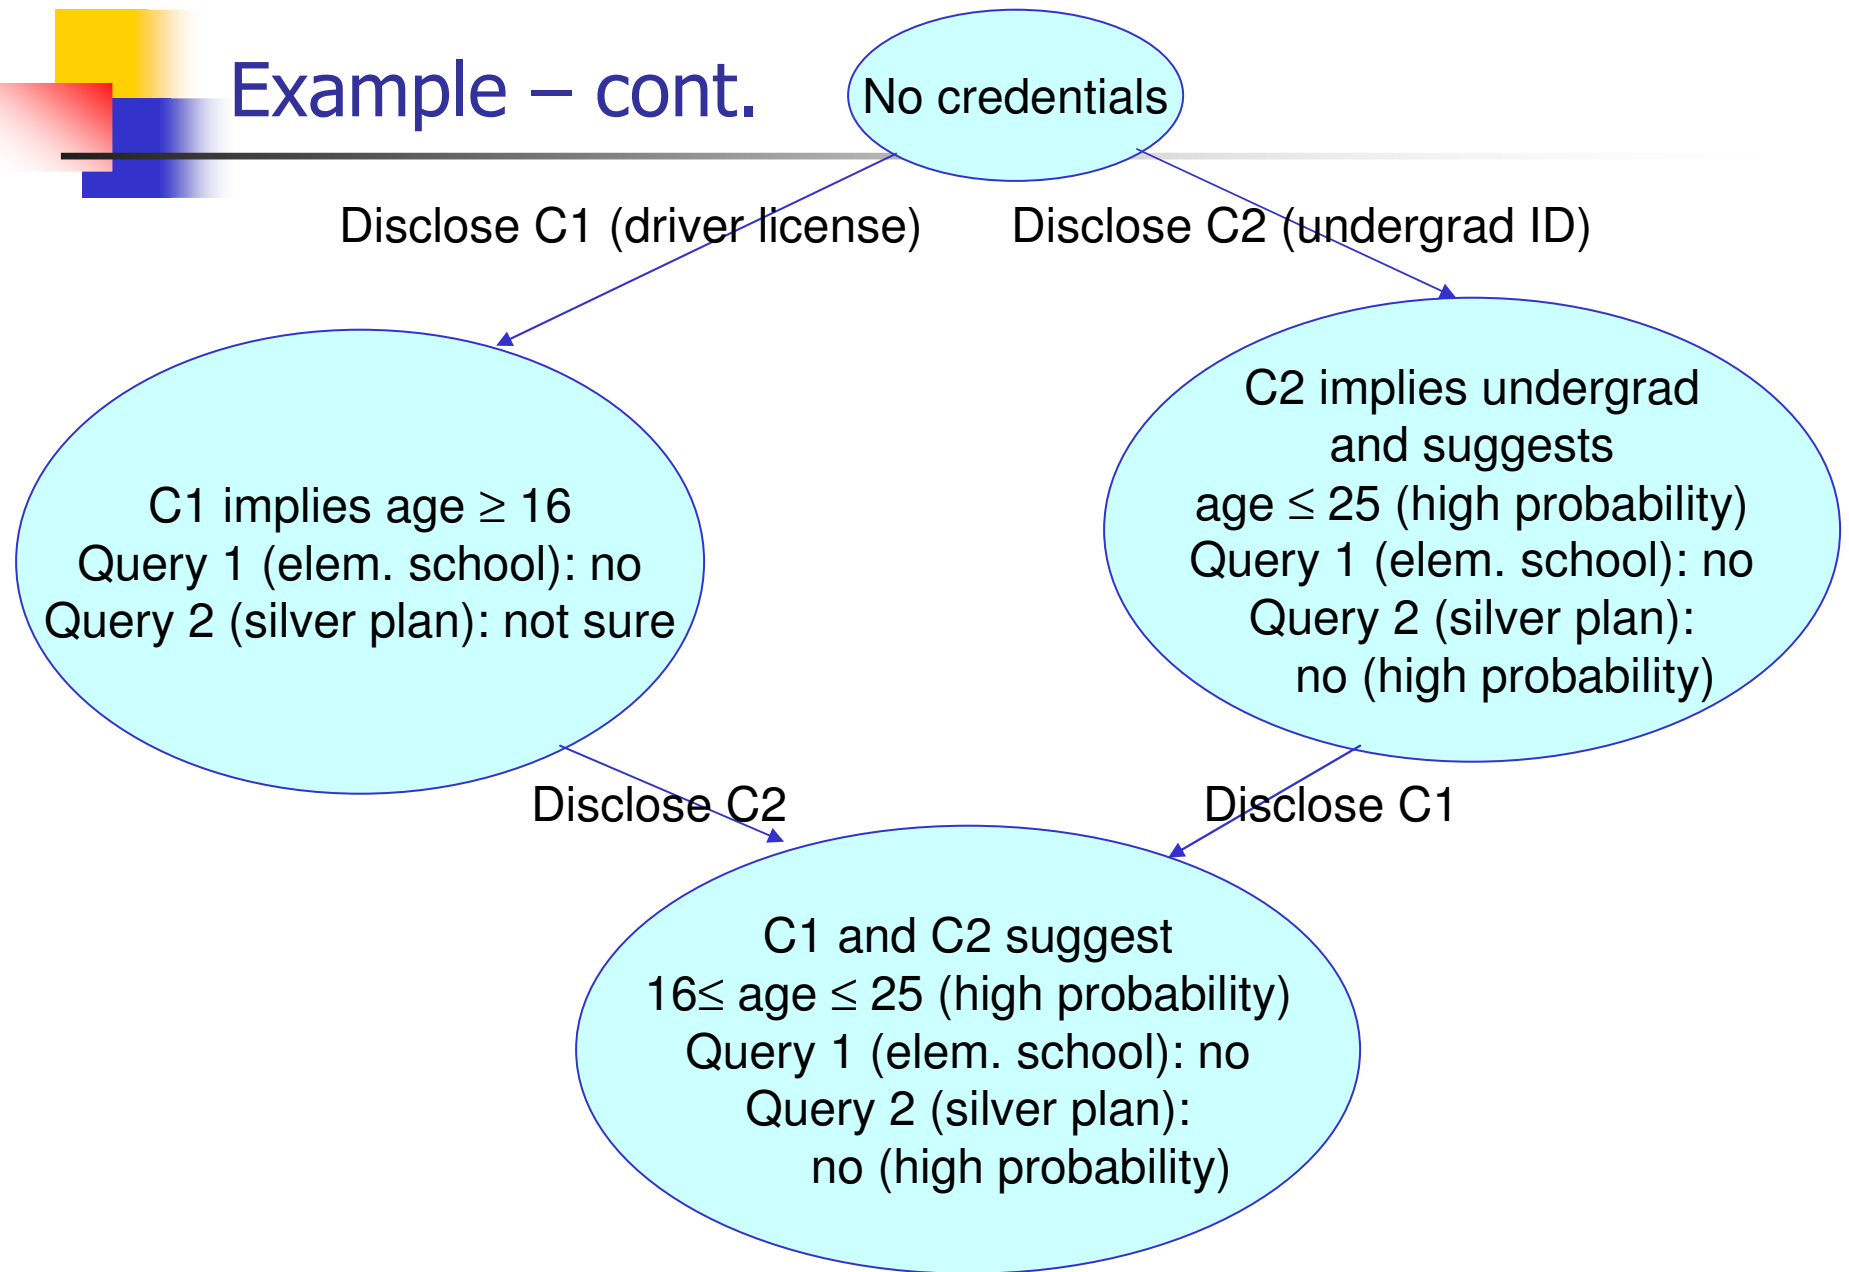 Example – cont.
No credentials
Disclose C1 (driver license)
Disclose C2 (undergrad ID)
C1 implies age ≥ 16
Query 1 (elem. school): no
Query 2 (silver plan): not sure
C2 implies undergrad
and suggests
age ≤ 25 (high probability)
Query 1 (elem. school): no
Query 2 (silver plan):
no (high probability)
Disclose C2
Disclose C1
C1 and C2 suggest
16≤ age ≤ 25 (high probability)
Query 1 (elem. school): no
Query 2 (silver plan):
no (high probability)